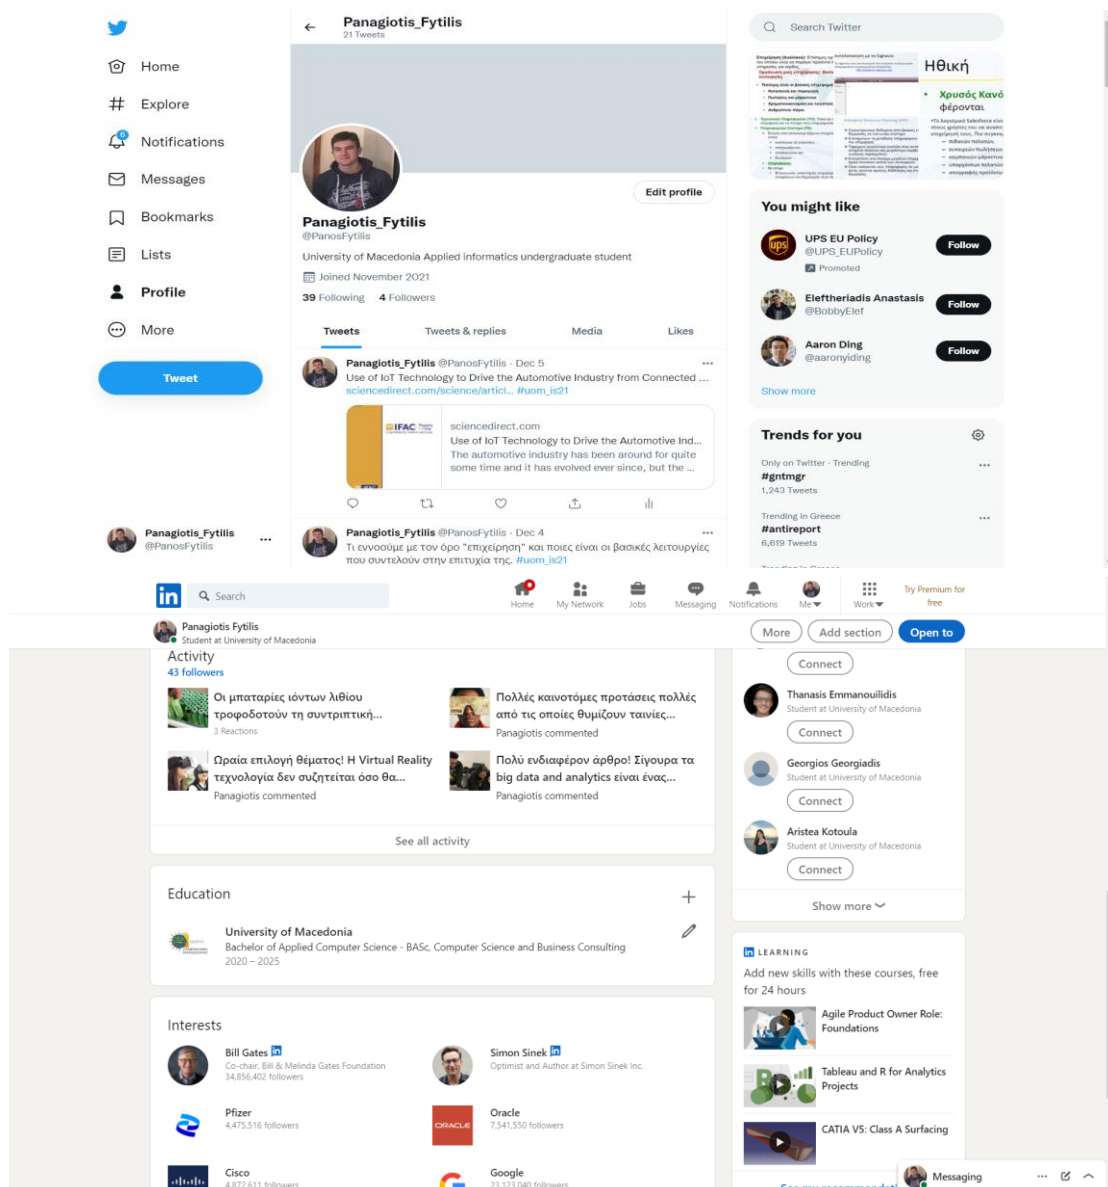 Panagiotis_Fytilis
21 Tweets
Search Twitter
Home
Explore
Notifications
Messages
Bookmarks
Lists
Profile
More
Tweet
Panagiotis_Fytilis
@PanosFytilis
Edit profile
Panagiotis_Fytilis
@PanosFytilis
University of Macedonia Applied informatics undergraduate student
Joined November 2021
39 Following 4 Followers
Tweets Tweets & replies Media Likes
Panagiotis_Fytilis @PanosFytilis · Dec 5
Use of IoT Technology to Drive the Automotive Industry from Connected ...
sciencedirect.com/science/articl... #uom_is21
IFAC
sciencedirect.com
Use of IoT Technology to Drive the Automotive Ind...
The automotive industry has been around for quite
some time and it has evolved ever since, but the ...
Panagiotis_Fytilis @PanosFytilis · Dec 4
Τι εννοούμε με τον όρο "επιχείρηση" και ποιες είναι οι βασικές λειτουργίες
που συντελούν στην επιτυχία της. #uom_is21
Ηθική
• Χρυσός Κανό
φέρονται
You might like
UPS EU Policy
@UPS_EUPolicy
Promoted
Follow
Eleftheriadis Anastasis
@BobbyElef
Follow
Aaron Ding
@aaronyiding
Follow
Show more
Trends for you
Only on Twitter · Trending
#gntmgr
1,243 Tweets
Trending in Greece
#antireport
6,619 Tweets
in
Search
Home My Network Jobs Messaging Notifications Me Work
Try Premium for
free
Panagiotis Fytilis
Student at University of Macedonia
More Add section Open to
Activity
43 followers
Οι μπαταρίες ιόντων λιθίου
τροφοδοτούν τη συντριπτική...
3 Reactions
Πολλές καινοτόμες προτάσεις πολλές
από τις οποίες θυμίζουν ταινίες...
Panagiotis commented
Ωραία επιλογή θέματος! Η Virtual Reality
τεχνολογία δεν συζητείται όσο θα...
Panagiotis commented
Πολύ ενδιαφέρον άρθρο! Σίγουρα τα
big data and analytics είναι ένας...
Panagiotis commented
See all activity
Education
University of Macedonia
Bachelor of Applied Computer Science - BASc, Computer Science and Business Consulting
2020 – 2025
Interests
Bill Gates in
Co-chair, Bill & Melinda Gates Foundation
34,856,402 followers
Simon Sinek in
Optimist and Author at Simon Sinek Inc.
Pfizer
4,475,516 followers
ORACLE
Oracle
7,541,550 followers
Cisco
4,872,611 followers
Google
23,123,040 followers
Connect
Thanasis Emmanouilidis
Student at University of Macedonia
Connect
Georgios Georgiadis
Student at University of Macedonia
Connect
Aristea Kotoula
Student at University of Macedonia
Connect
Show more
in LEARNING
Add new skills with these courses, free
for 24 hours
Agile Product Owner Role:
Foundations
Tableau and R for Analytics
Projects
CATIA V5: Class A Surfacing
Messaging